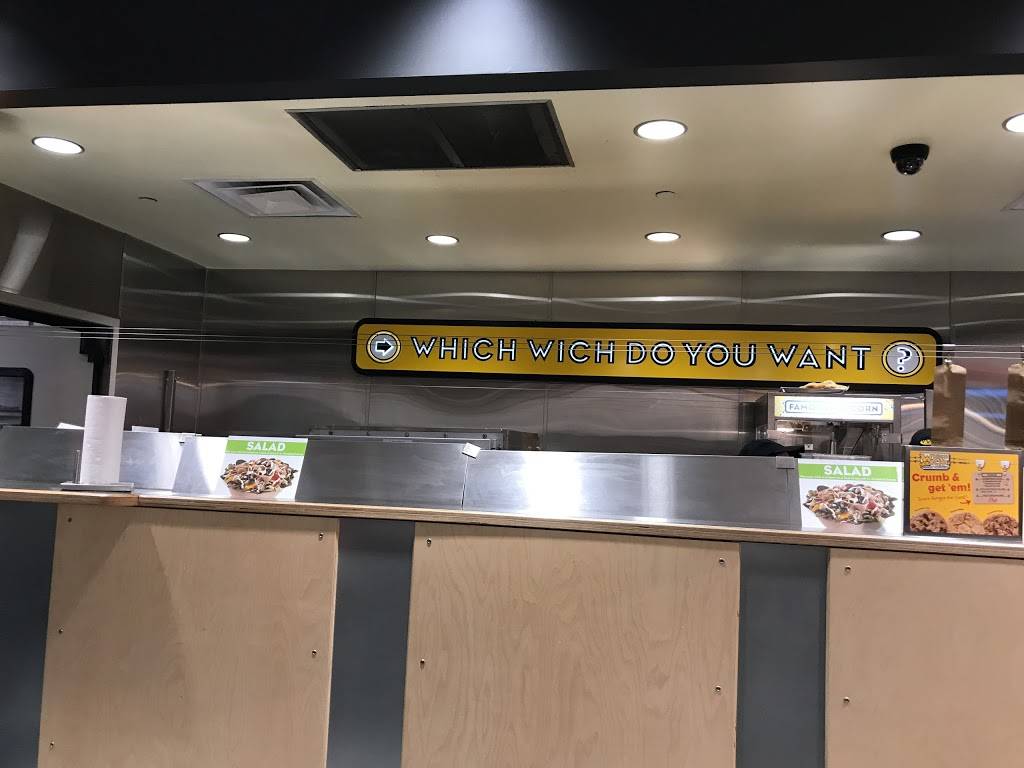 WHICH WICH DO YOU WANT ?
SALAD
SALAD
Crumb &
get 'em!